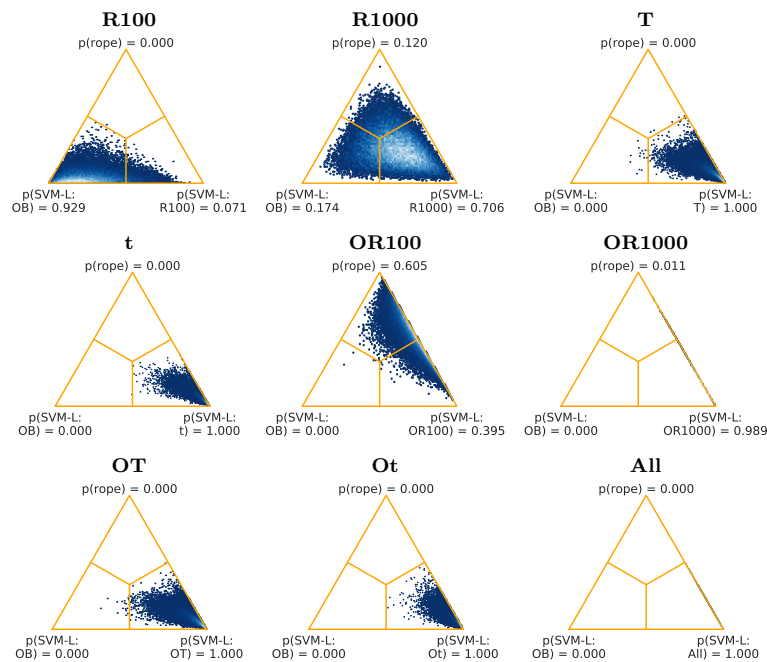 R100
p(rope) = 0.000
p(SVM-L:
OB) = 0.929
p(SVM-L:
R100) = 0.071
R1000
p(rope) = 0.120
p(SVM-L:
OB) = 0.174
p(SVM-L:
R1000) = 0.706
T
p(rope) = 0.000
p(SVM-L:
OB) = 0.000
p(SVM-L:
T) = 1.000
t
p(rope) = 0.000
p(SVM-L:
OB) = 0.000
p(SVM-L:
t) = 1.000
OR100
p(rope) = 0.605
p(SVM-L:
OB) = 0.000
p(SVM-L:
OR100) = 0.395
OR1000
p(rope) = 0.011
p(SVM-L:
OB) = 0.000
p(SVM-L:
OR1000) = 0.989
OT
p(rope) = 0.000
p(SVM-L:
OB) = 0.000
p(SVM-L:
OT) = 1.000
Ot
p(rope) = 0.000
p(SVM-L:
OB) = 0.000
p(SVM-L:
Ot) = 1.000
All
p(rope) = 0.000
p(SVM-L:
OB) = 0.000
p(SVM-L:
All) = 1.000